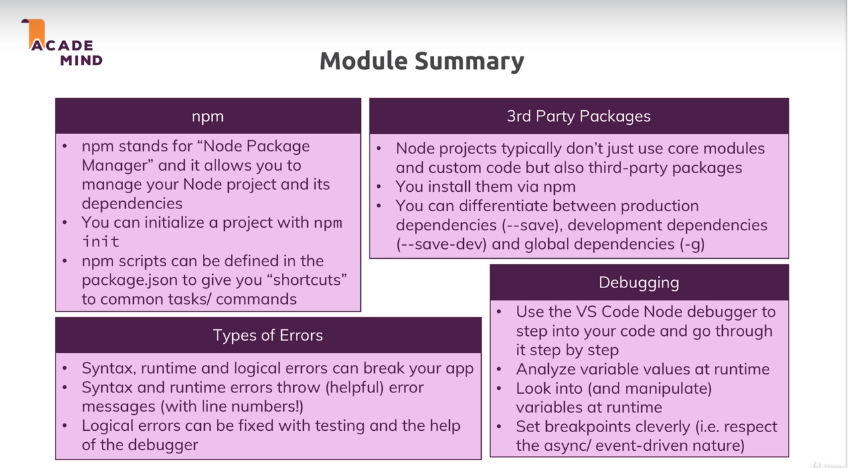 ACADE
MIND
Module Summary
npm
• npm stands for “Node Package
Manager” and it allows you to
manage your Node project and its
dependencies
• You can initialize a project with npm
init
• npm scripts can be defined in the
package.json to give you “shortcuts”
to common tasks/ commands
3rd Party Packages
• Node projects typically don’t just use core modules
and custom code but also third-party packages
• You install them via npm
• You can differentiate between production
dependencies (--save), development dependencies
(--save-dev) and global dependencies (-g)
Types of Errors
• Syntax, runtime and logical errors can break your app
• Syntax and runtime errors throw (helpful) error
messages (with line numbers!)
• Logical errors can be fixed with testing and the help
of the debugger
Debugging
• Use the VS Code Node debugger to
step into your code and go through
it step by step
• Analyze variable values at runtime
• Look into (and manipulate)
variables at runtime
• Set breakpoints cleverly (i.e. respect
the async/ event-driven nature)